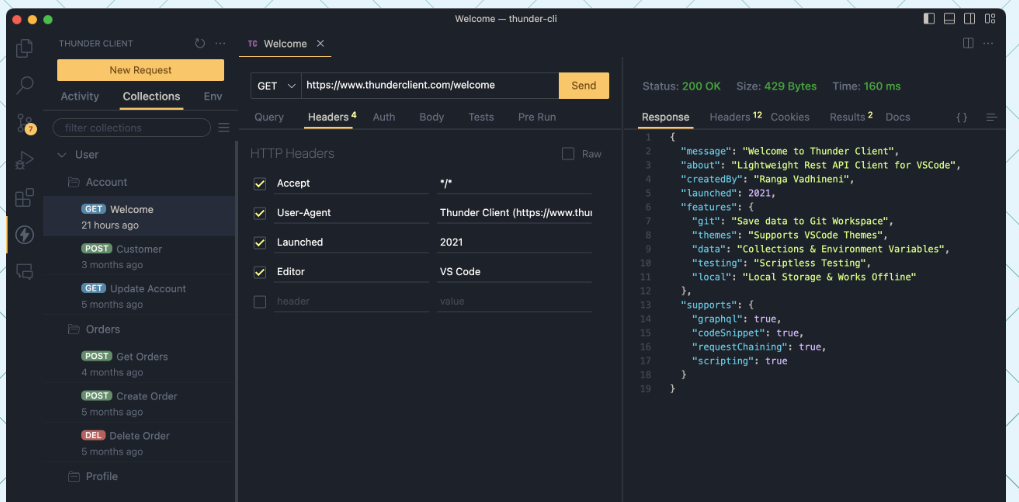 Welcome — thunder-cli
THUNDER CLIENT
New Request
Activity Collections Env
filter collections
7
User
Account
GET Welcome
21 hours ago
POST Customer
3 months ago
GET Update Account
5 months ago
Orders
POST Get Orders
4 months ago
POST Create Order
5 months ago
DEL Delete Order
5 months ago
Profile
TC Welcome ×
GET https://www.thunderclient.com/welcome Send
Query Headers 4 Auth Body Tests Pre Run
HTTP Headers Raw
Accept */*
User-Agent Thunder Client (https://www.thui
Launched 2021
Editor VS Code
header value
Status: 200 OK Size: 429 Bytes Time: 160 ms
Response Headers 12 Cookies Results 2 Docs {}
1 {
2 "message": "Welcome to Thunder Client",
3 "about": "Lightweight Rest API Client for VSCode",
4 "createdBy": "Ranga Vadhineni",
5 "launched": 2021,
6 "features": {
7 "git": "Save data to Git Workspace",
8 "themes": "Supports VSCode Themes",
9 "data": "Collections & Environment Variables",
10 "testing": "Scriptless Testing",
11 "local": "Local Storage & Works Offline"
12 },
13 "supports": {
14 "graphql": true,
15 "codeSnippet": true,
16 "requestChaining": true,
17 "scripting": true
18 }
19 }